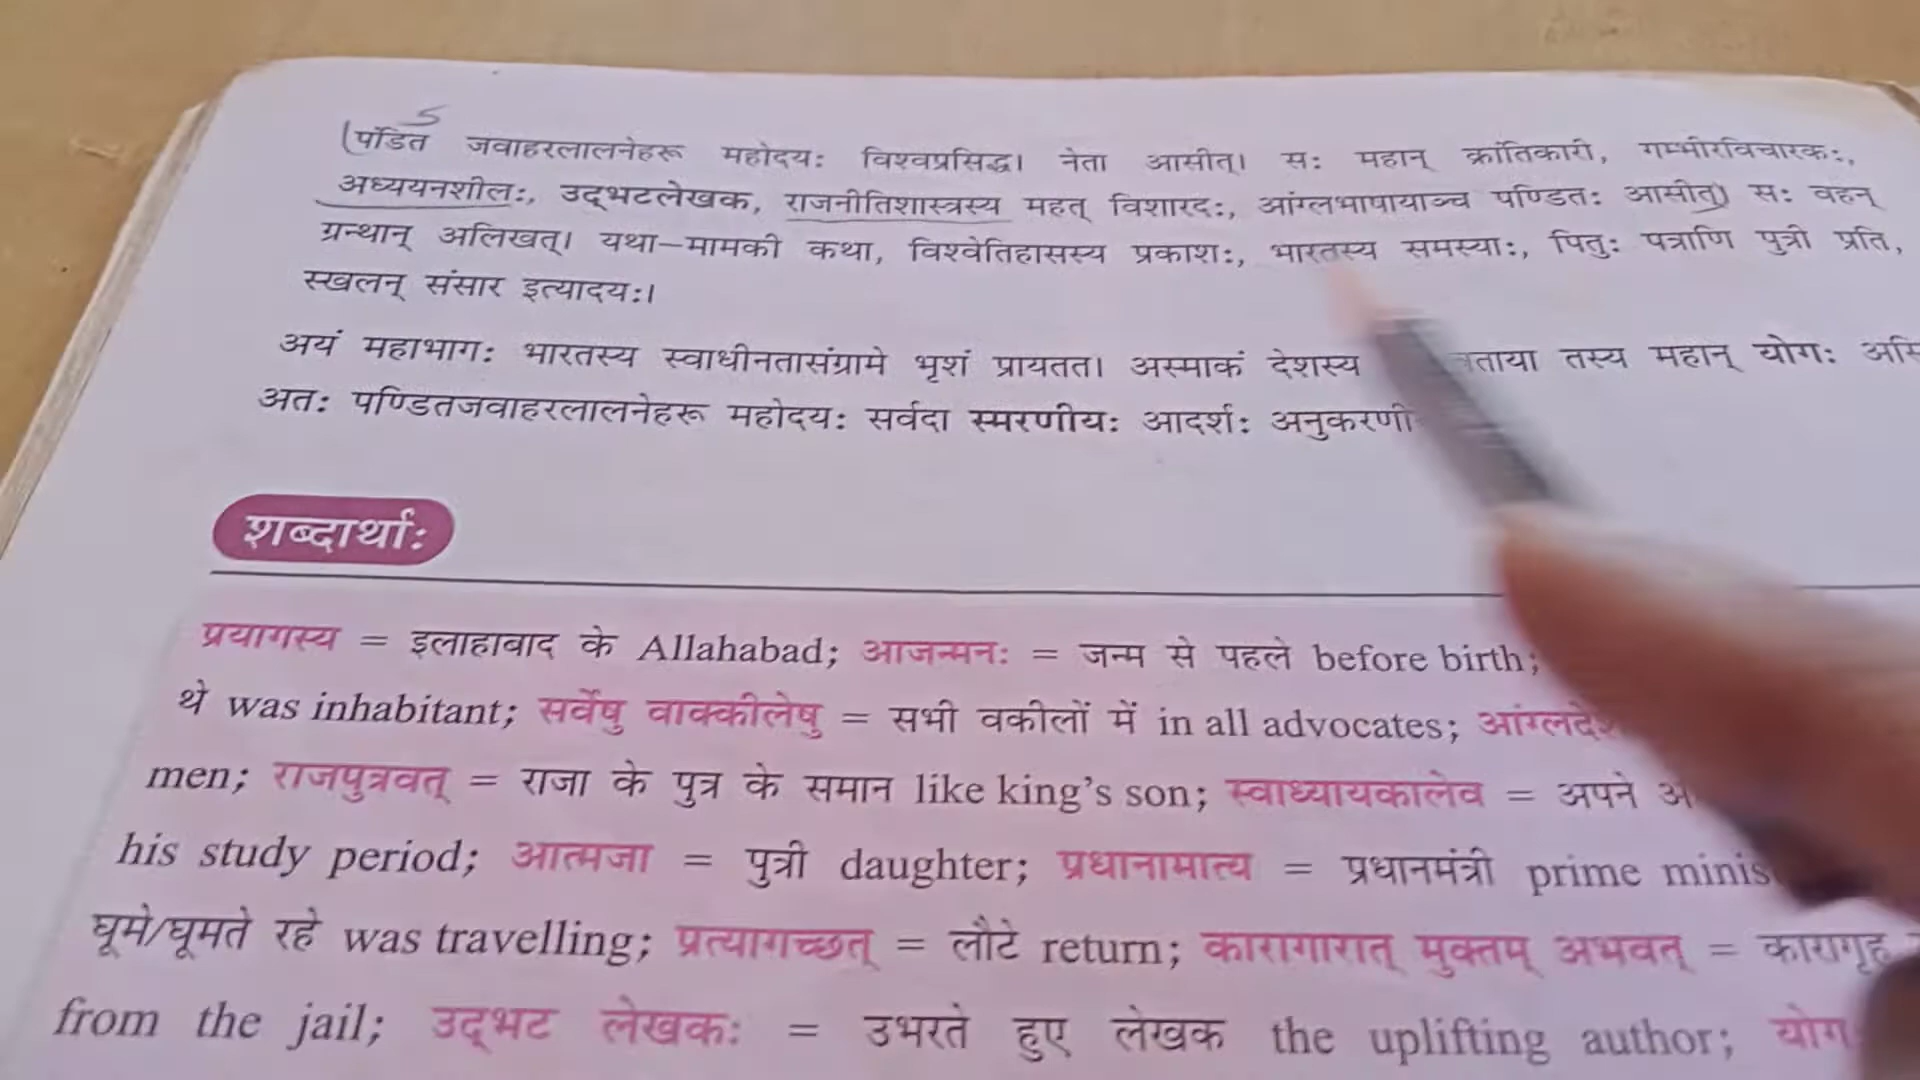 (पंडित जवाहरलालनेहरू महोदयः विश्वप्रसिद्ध। नेता आसीत्। सः महान् क्रांतिकारी, गम्भीरविचारकः,
अध्ययनशीलः, उद्भटलेखक, राजनीतिशास्त्रस्य महत् विशारदः, आंग्लभाषायाञ्च पण्डितः आसीत्) सः वहन्
ग्रन्थान् अलिखत्। यथा–मामकी कथा, विश्वेतिहासस्य प्रकाशः, भारतस्य समस्याः, पितुः पत्राणि पुत्री प्रति,
स्खलन् संसार इत्यादयः।
अयं महाभागः भारतस्य स्वाधीनतासंग्रामे भृशं प्रायतत। अस्माकं देशस्य तस्य महान् योगः
अतः पण्डितजवाहरलालनेहरू महोदयः सर्वदा स्मरणीयः आदर्शः
शब्दार्थाः
प्रयागस्य = इलाहाबाद के Allahabad; आजन्मनः = जन्म से पहले before birth;
थे was inhabitant; सर्वेषु वाक्कीलेषु = सभी वकीलों में in all advocates;
men; राजपुत्रवत् = राजा के पुत्र के समान like king's son; स्वाध्यायकालेव = अपने
his study period; आत्मजा = पुत्री daughter; प्रधानामात्य = प्रधानमंत्री prime
घूमे/घूमते रहे was travelling; प्रत्यागच्छत् = लौटे return; कारागारात् मुक्तम् अभवत् = कारागृह
from the jail; उद्भट लेखकः = उभरते हुए लेखक the uplifting author; योगः